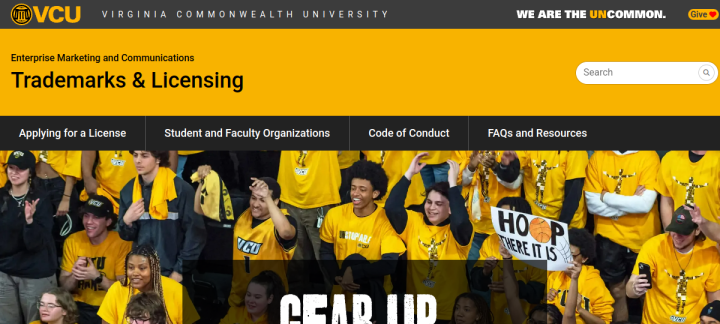 VCU VIRGINIA COMMONWEALTH UNIVERSITY
WE ARE THE UNCOMMON.
Give
Enterprise Marketing and Communications
Trademarks & Licensing
Search
Applying for a License
Student and Faculty Organizations
Code of Conduct
FAQs and Resources
VCU
1
HOOP
THERE IT IS
GEAR UP